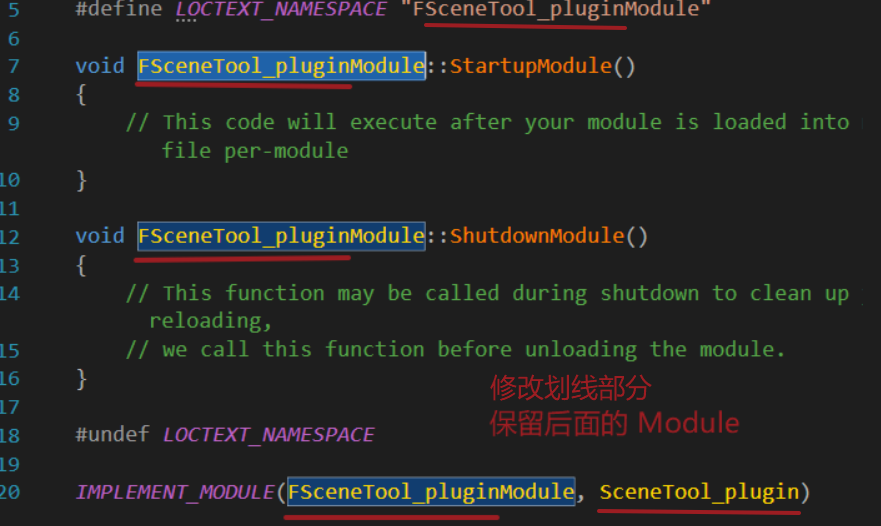 5 #define LOCTEXT_NAMESPACE "FSceneTool_pluginModule"
6
7 void FSceneTool_pluginModule::StartupModule()
8 {
9 // This code will execute after your module is loaded into
file per-module
10 }
11
12 void FSceneTool_pluginModule::ShutdownModule()
13 {
14 // This function may be called during shutdown to clean up
reloading,
15 // we call this function before unloading the module.
16 }
修改划线部分
17
保留后面的 Module
18 #undef LOCTEXT_NAMESPACE
19
20 IMPLEMENT_MODULE(FSceneTool_pluginModule, SceneTool_plugin)